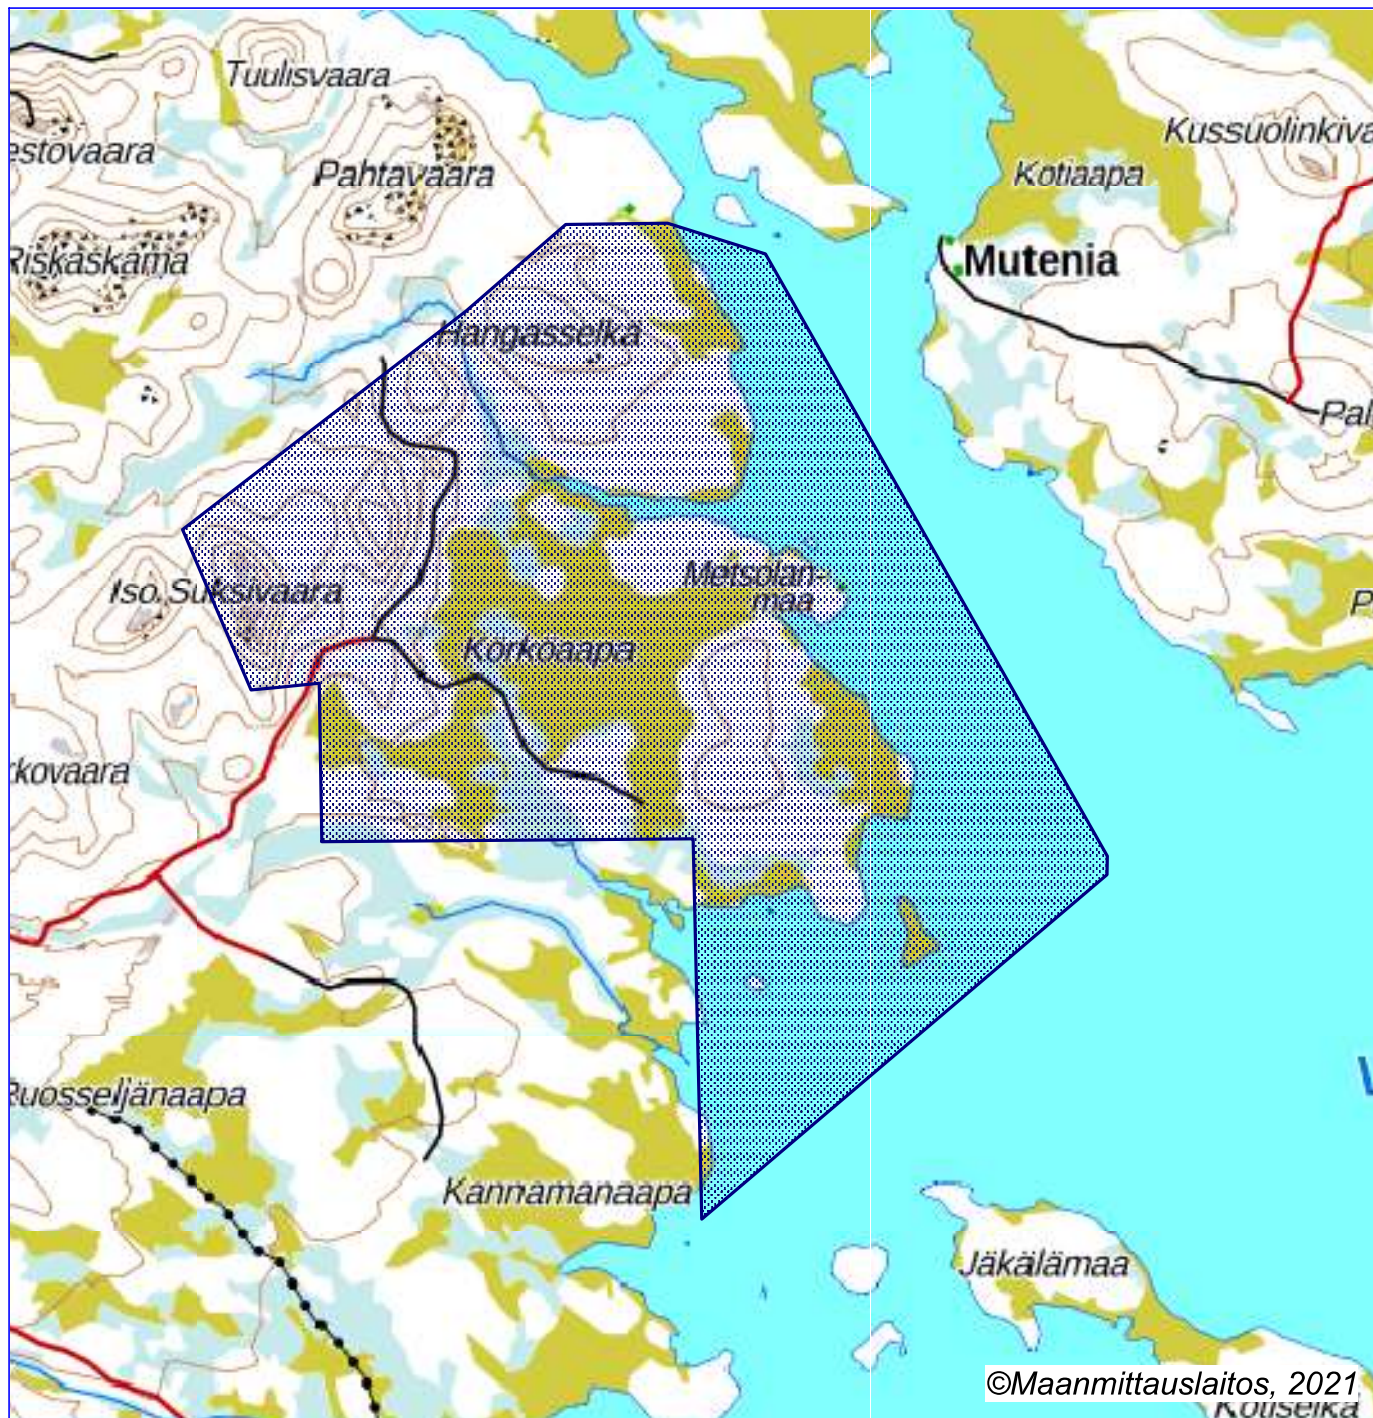 Tuulisvaara
Kussuolinkiva
estovaara
Pahtavaara
Kotiaapa
Riskaskama
Mutenia
Hangasselkä
Pal
Iso Suksivaara
Metsolan-
maa
P
Körköaapa
rkovaara
V
Ruosseljänaapa
Kannamanaapa
Jäkälämaa
©Maanmittauslaitos, 2021
Kotiselkä